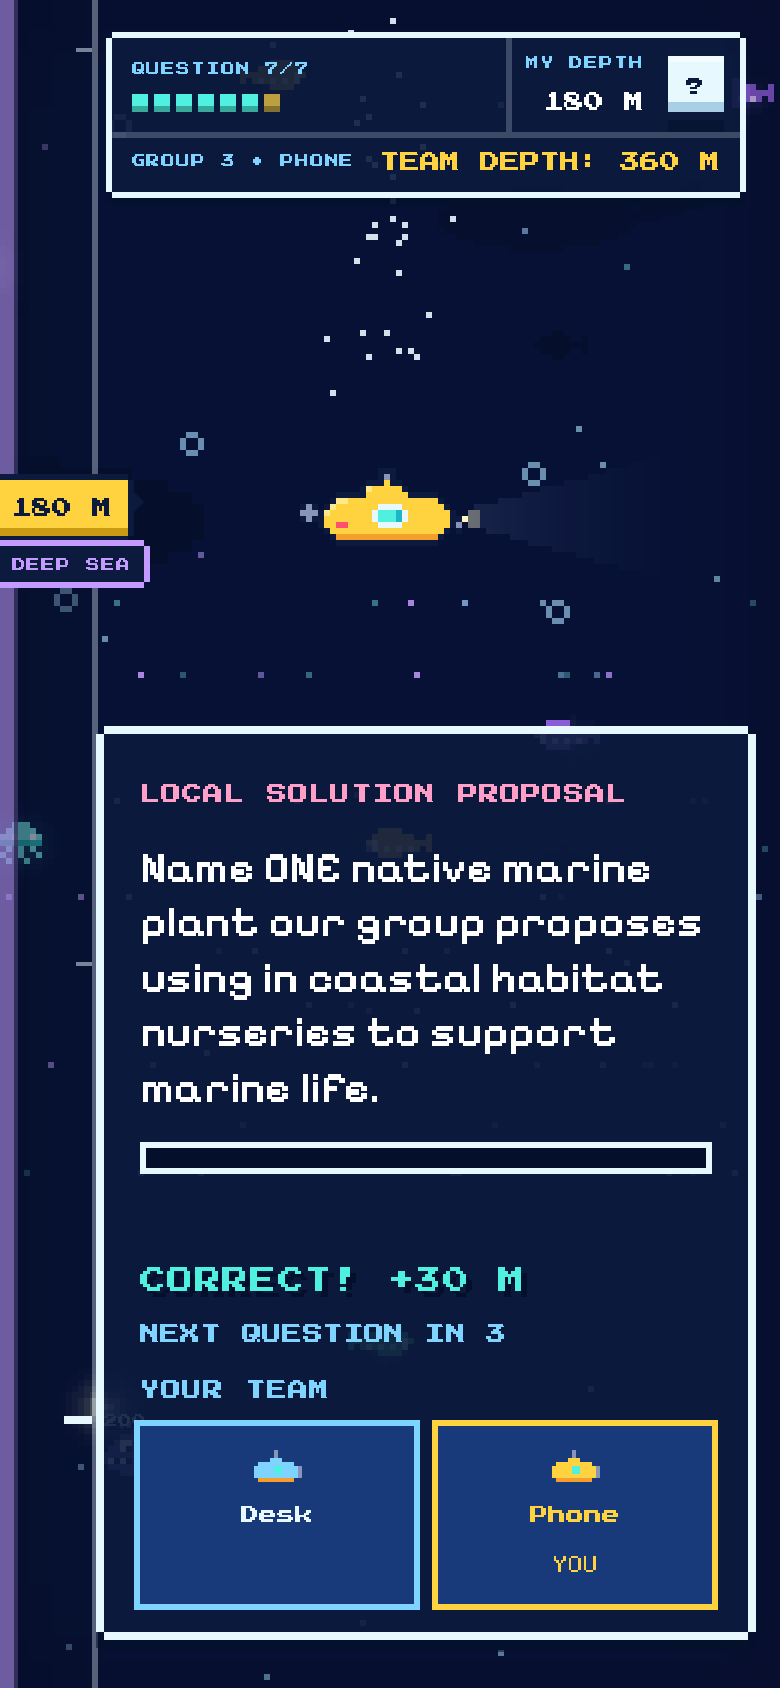 QUESTION 7/7
MY DEPTH
180 M
?
GROUP 3 • PHONE
TEAM DEPTH: 360 M
180 M
DEEP SEA
LOCAL SOLUTION PROPOSAL
Name ONE native marine
plant our group proposes
using in coastal habitat
nurseries to support
marine life.
CORRECT! +30 M
NEXT QUESTION IN 3
YOUR TEAM
200
Desk
Phone
YOU